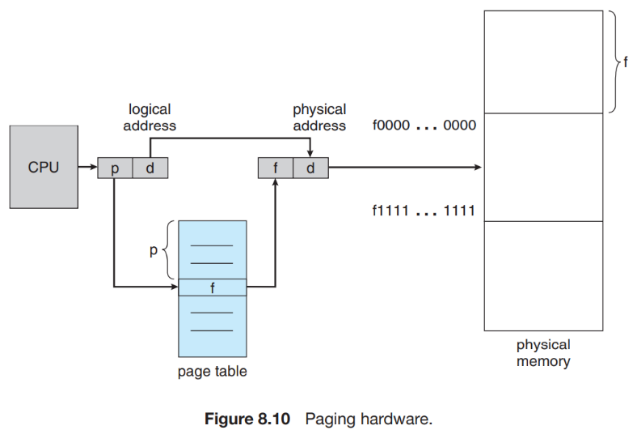 logical
address
physical
address
CPU
p
d
f
d
f0000 ... 0000
f1111 ... 1111
f
p
f
page table
physical
memory
Figure 8.10 Paging hardware.